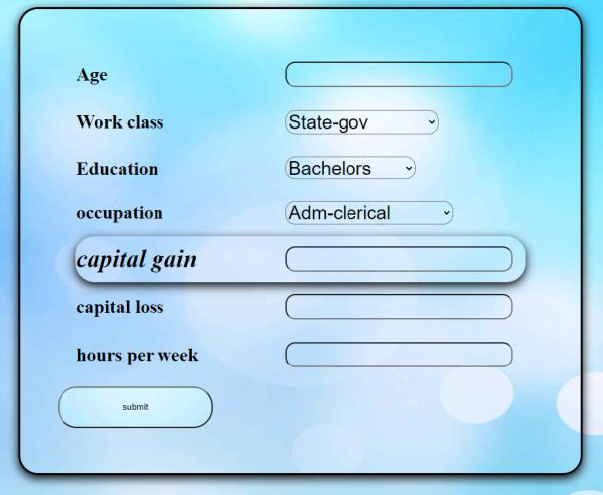 Age
Work class State-gov
Education Bachelors
occupation Adm-clerical
capital gain
capital loss
hours per week
submit